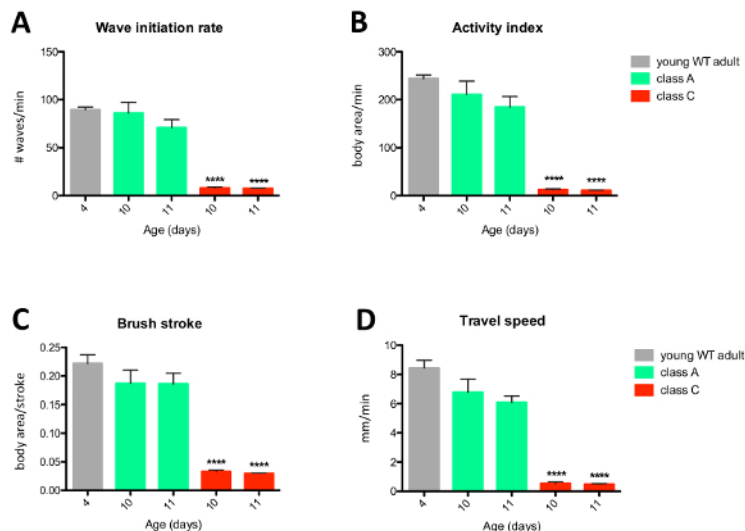 A
Wave initiation rate
# waves/min
150
100
50
0
4
10
11
10
11
****
****
Age (days)
B
Activity index
body area/min
300
200
100
0
4
10
11
10
11
****
****
Age (days)
young WT adult
class A
class C
C
Brush stroke
body area/stroke
0.25
0.20
0.15
0.10
0.05
0.00
4
10
11
10
11
****
****
Age (days)
D
Travel speed
mm/min
10
8
6
4
2
0
4
10
11
10
11
****
****
Age (days)
young WT adult
class A
class C